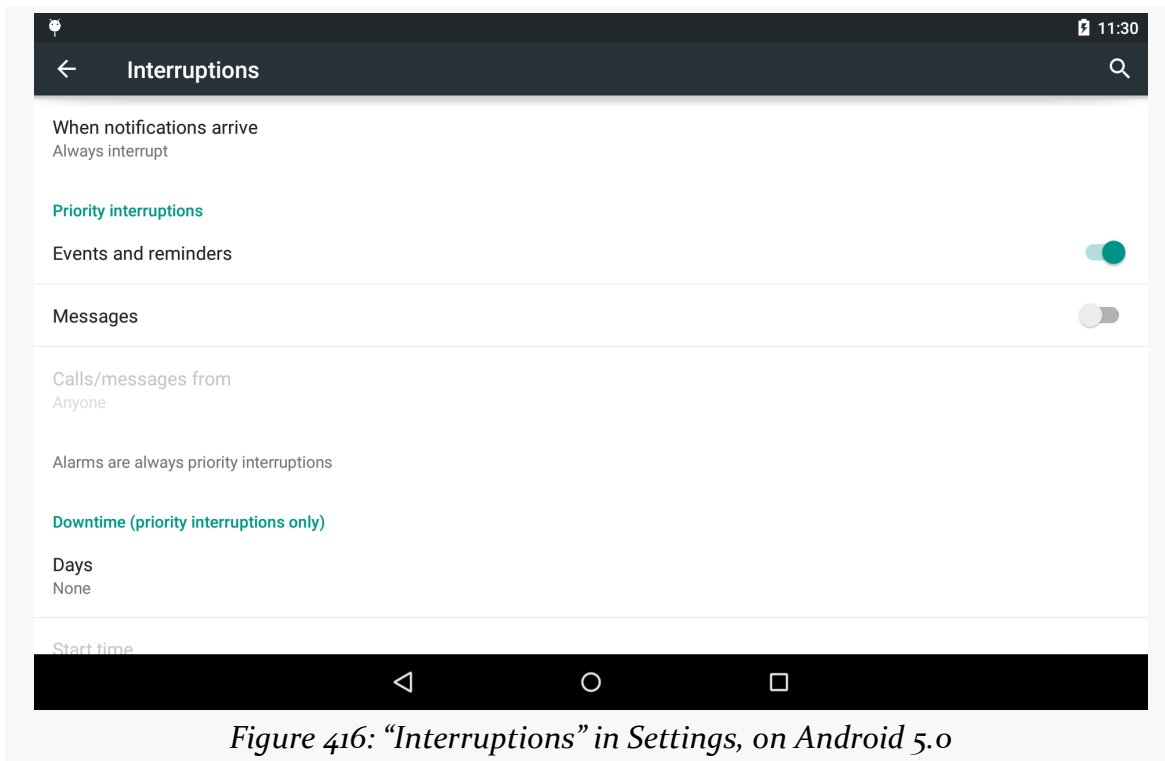 11:30
Interruptions
When notifications arrive
Always interrupt
Priority interruptions
Events and reminders
Messages
Calls/messages from
Anyone
Alarms are always priority interruptions
Downtime (priority interruptions only)
Days
None
Start time
Figure 416: “Interruptions” in Settings, on Android 5.0